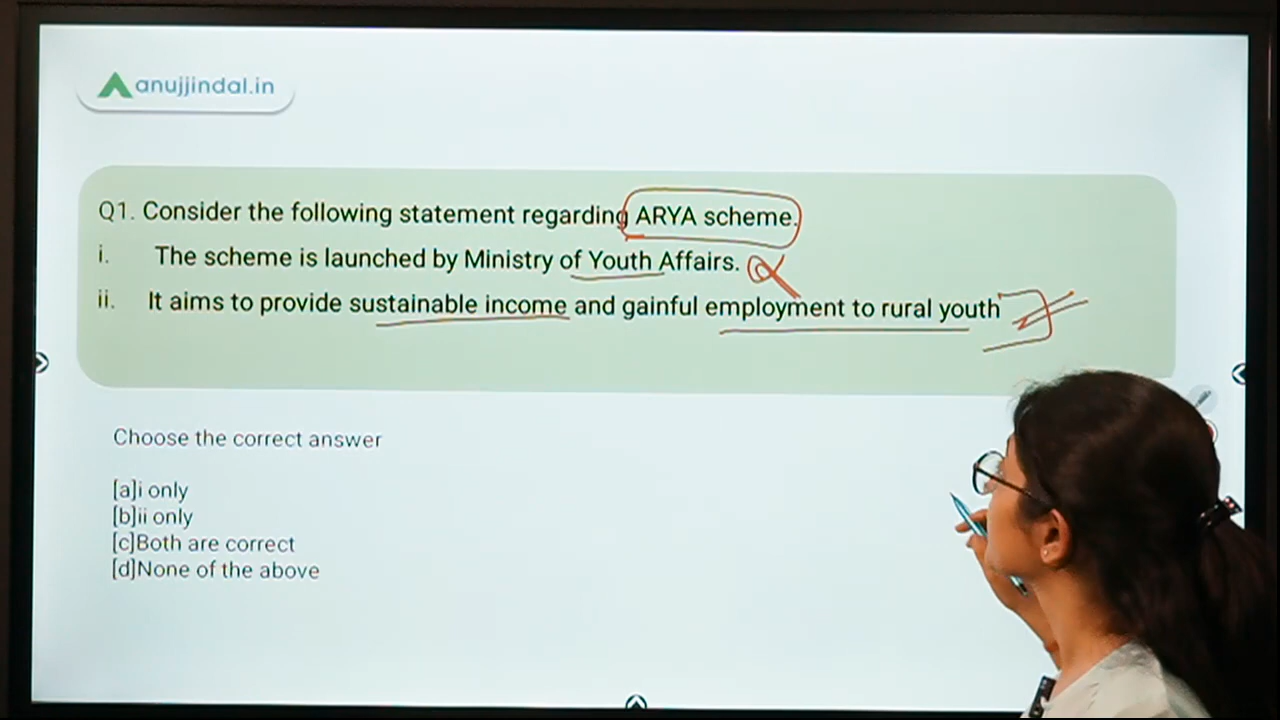 anujjindal.in
Q1. Consider the following statement regarding ARYA scheme.
i. The scheme is launched by Ministry of Youth Affairs.
ii. It aims to provide sustainable income and gainful employment to rural youth
Choose the correct answer
[a]i only
[b]ii only
[c]Both are correct
[d]None of the above